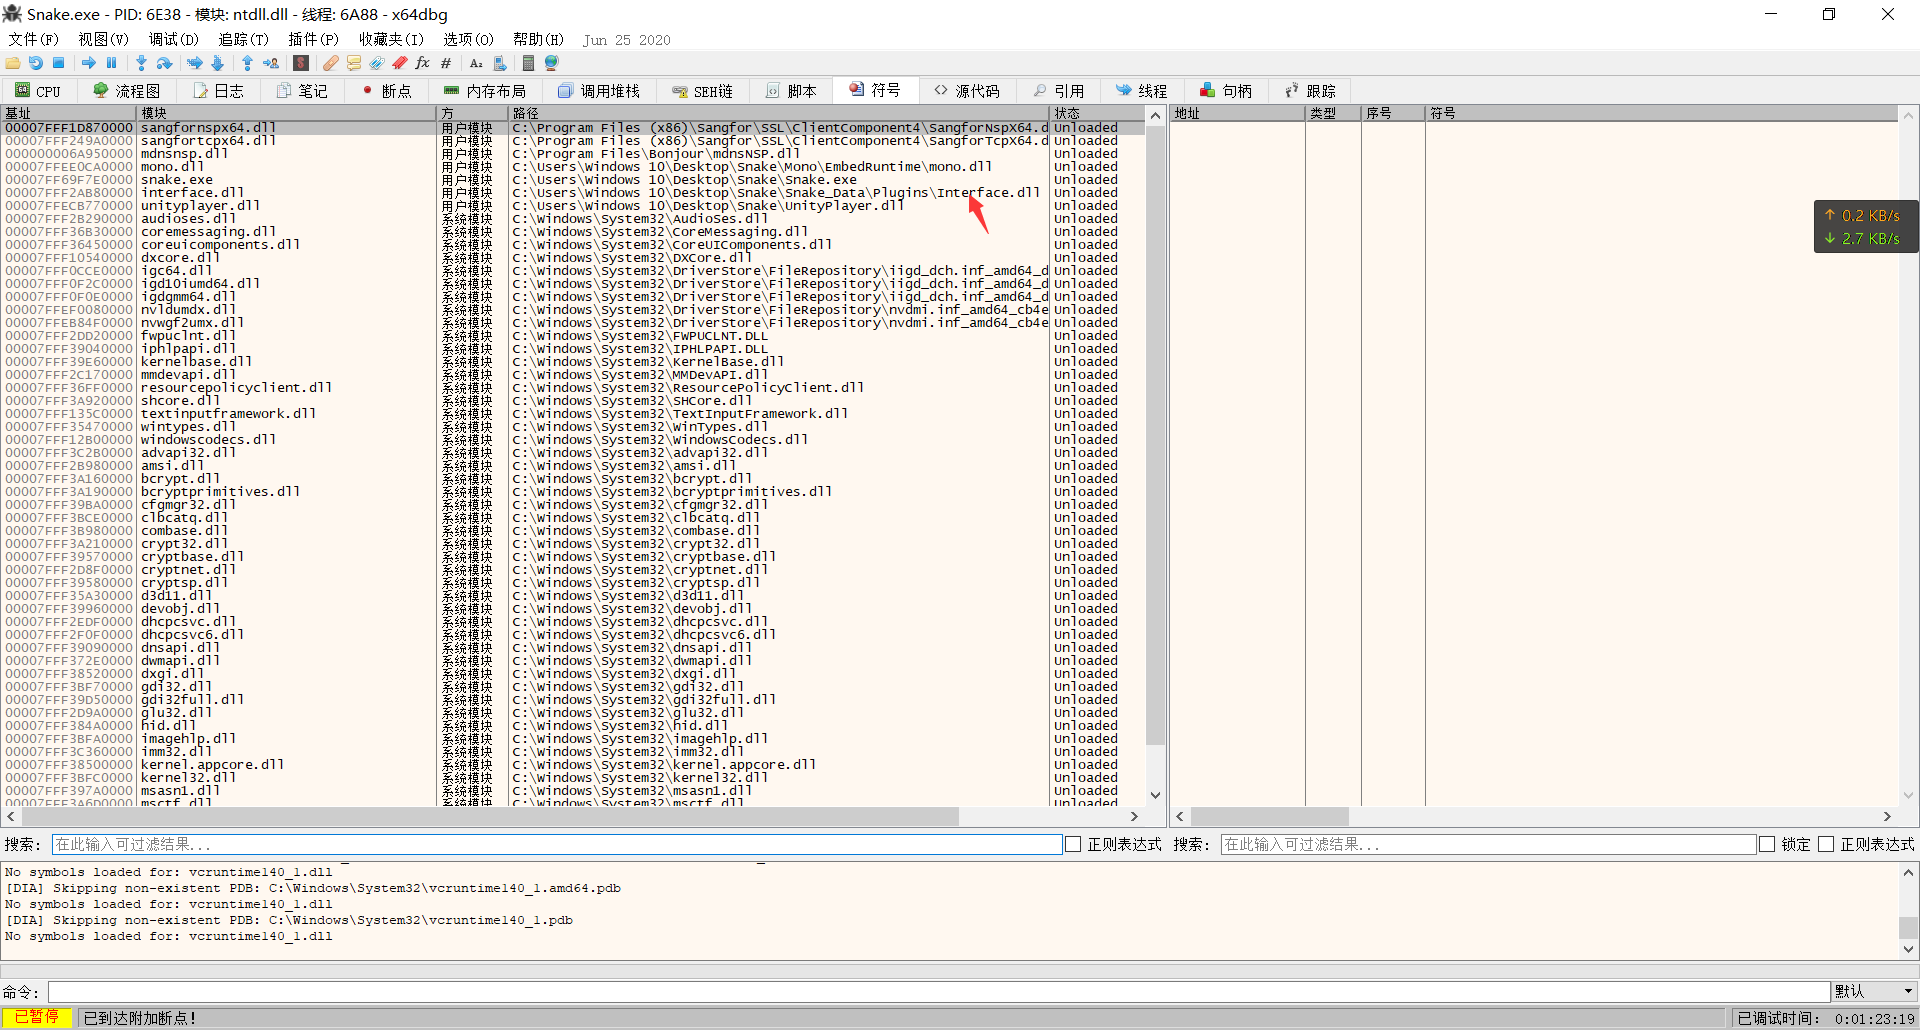 Snake.exe - PID: 6E38 - 模块: ntdll.dll - 线程: 6A88 - x64dbg
文件(F) 视图(V) 调试(D) 追踪(T) 插件(P) 收藏夹(I) 选项(O) 帮助(H) Jun 25 2020
CPU 流程图 日志 笔记 断点 内存布局 调用堆栈 SEH链 脚本 符号 源代码 引用 线程 句柄 跟踪
基址 模块 方 路径 状态 地址 类型 序号 符号
00007FFF1D870000 sangfornspx64.dll 用户模块 C:\Program Files (x86)\Sangfor\SSL\ClientComponent4\SangforNspX64.d Unloaded
00007FFF249A0000 sangfortcpx64.dll 用户模块 C:\Program Files (x86)\Sangfor\SSL\ClientComponent4\SangforTcpX64.d Unloaded
000000006A950000 mdnsnsp.dll 用户模块 C:\Program Files\Bonjour\mdnsNSP.dll Unloaded
00007FFEE0CA0000 mono.dll 用户模块 C:\Users\Windows 10\Desktop\Snake\Mono\EmbedRuntime\mono.dll Unloaded
00007FF69F7E0000 snake.exe 用户模块 C:\Users\Windows 10\Desktop\Snake\Snake.exe Unloaded
00007FFF2AB80000 interface.dll 用户模块 C:\Users\Windows 10\Desktop\Snake\Snake_Data\Plugins\Interface.dll Unloaded
00007FFECB770000 unityplayer.dll 用户模块 C:\Users\Windows 10\Desktop\Snake\UnityPlayer.dll Unloaded
00007FFF2B290000 audioses.dll 系统模块 C:\Windows\System32\AudioSes.dll Unloaded
00007FFF36B30000 coremessaging.dll 系统模块 C:\Windows\System32\CoreMessaging.dll Unloaded
00007FFF36450000 coreuicomponents.dll 系统模块 C:\Windows\System32\CoreUIComponents.dll Unloaded
00007FFF10540000 dxcore.dll 系统模块 C:\Windows\System32\DXCore.dll Unloaded
00007FFF0CCE0000 igc64.dll 系统模块 C:\Windows\System32\DriverStore\FileRepository\iigd_dch.inf_amd64_d Unloaded
00007FFF0F2C0000 igd10iumd64.dll 系统模块 C:\Windows\System32\DriverStore\FileRepository\iigd_dch.inf_amd64_d Unloaded
00007FFF0F0E0000 igdgmm64.dll 系统模块 C:\Windows\System32\DriverStore\FileRepository\iigd_dch.inf_amd64_d Unloaded
00007FFEF0080000 nvldumdx.dll 系统模块 C:\Windows\System32\DriverStore\FileRepository\nvdmi.inf_amd64_cb4e Unloaded
00007FFEB84F0000 nvwgf2umx.dll 系统模块 C:\Windows\System32\DriverStore\FileRepository\nvdmi.inf_amd64_cb4e Unloaded
00007FFF2DD20000 fwpuclnt.dll 系统模块 C:\Windows\System32\FWPUCLNT.DLL Unloaded
00007FFF39040000 iphlpapi.dll 系统模块 C:\Windows\System32\IPHLPAPI.DLL Unloaded
00007FFF39E60000 kernelbase.dll 系统模块 C:\Windows\System32\KernelBase.dll Unloaded
00007FFF2C170000 mmdevapi.dll 系统模块 C:\Windows\System32\MMDevAPI.dll Unloaded
00007FFF36FF0000 resourcepolicyclient.dll 系统模块 C:\Windows\System32\ResourcePolicyClient.dll Unloaded
00007FFF3A920000 shcore.dll 系统模块 C:\Windows\System32\SHCore.dll Unloaded
00007FFF135C0000 textinputframework.dll 系统模块 C:\Windows\System32\TextInputFramework.dll Unloaded
00007FFF35470000 wintypes.dll 系统模块 C:\Windows\System32\WinTypes.dll Unloaded
00007FFF12B00000 windowscodecs.dll 系统模块 C:\Windows\System32\WindowsCodecs.dll Unloaded
00007FFF3C2B0000 advapi32.dll 系统模块 C:\Windows\System32\advapi32.dll Unloaded
00007FFF2B980000 amsi.dll 系统模块 C:\Windows\System32\amsi.dll Unloaded
00007FFF3A160000 bcrypt.dll 系统模块 C:\Windows\System32\bcrypt.dll Unloaded
00007FFF3A190000 bcryptprimitives.dll 系统模块 C:\Windows\System32\bcryptprimitives.dll Unloaded
00007FFF39BA0000 cfgmgr32.dll 系统模块 C:\Windows\System32\cfgmgr32.dll Unloaded
00007FFF3BCE0000 clbcatq.dll 系统模块 C:\Windows\System32\clbcatq.dll Unloaded
00007FFF3B980000 combase.dll 系统模块 C:\Windows\System32\combase.dll Unloaded
00007FFF3A210000 crypt32.dll 系统模块 C:\Windows\System32\crypt32.dll Unloaded
00007FFF39570000 cryptbase.dll 系统模块 C:\Windows\System32\cryptbase.dll Unloaded
00007FFF2D8F0000 cryptnet.dll 系统模块 C:\Windows\System32\cryptnet.dll Unloaded
00007FFF39580000 cryptsp.dll 系统模块 C:\Windows\System32\cryptsp.dll Unloaded
00007FFF35A30000 d3d11.dll 系统模块 C:\Windows\System32\d3d11.dll Unloaded
00007FFF39960000 devobj.dll 系统模块 C:\Windows\System32\devobj.dll Unloaded
00007FFF2EDF0000 dhcpcsvc.dll 系统模块 C:\Windows\System32\dhcpcsvc.dll Unloaded
00007FFF2F0F0000 dhcpcsvc6.dll 系统模块 C:\Windows\System32\dhcpcsvc6.dll Unloaded
00007FFF39090000 dnsapi.dll 系统模块 C:\Windows\System32\dnsapi.dll Unloaded
00007FFF372E0000 dwmapi.dll 系统模块 C:\Windows\System32\dwmapi.dll Unloaded
00007FFF38520000 dxgi.dll 系统模块 C:\Windows\System32\dxgi.dll Unloaded
00007FFF3BF70000 gdi32.dll 系统模块 C:\Windows\System32\gdi32.dll Unloaded
00007FFF39D50000 gdi32full.dll 系统模块 C:\Windows\System32\gdi32full.dll Unloaded
00007FFF2D9A0000 glu32.dll 系统模块 C:\Windows\System32\glu32.dll Unloaded
00007FFF384A0000 hid.dll 系统模块 C:\Windows\System32\hid.dll Unloaded
00007FFF3BFA0000 imagehlp.dll 系统模块 C:\Windows\System32\imagehlp.dll Unloaded
00007FFF3C360000 imm32.dll 系统模块 C:\Windows\System32\imm32.dll Unloaded
00007FFF38500000 kernel.appcore.dll 系统模块 C:\Windows\System32\kernel.appcore.dll Unloaded
00007FFF3BFC0000 kernel32.dll 系统模块 C:\Windows\System32\kernel32.dll Unloaded
00007FFF397A0000 msasn1.dll 系统模块 C:\Windows\System32\msasn1.dll Unloaded
00007FFF3A6D0000 msctf.dll 系统模块 C:\Windows\System32\msctf.dll Unloaded
↑ 0.2 KB/s
↓ 2.7 KB/s
搜索: 在此输入可过滤结果... 正则表达式 搜索: 在此输入可过滤结果... 锁定 正则表达式
No symbols loaded for: vcruntime140_1.dll
[DIA] Skipping non-existent PDB: C:\Windows\System32\vcruntime140_1.amd64.pdb
No symbols loaded for: vcruntime140_1.dll
[DIA] Skipping non-existent PDB: C:\Windows\System32\vcruntime140_1.pdb
No symbols loaded for: vcruntime140_1.dll
命令: 默认
已暂停 已到达附加断点! 已调试时间: 0:01:23:19